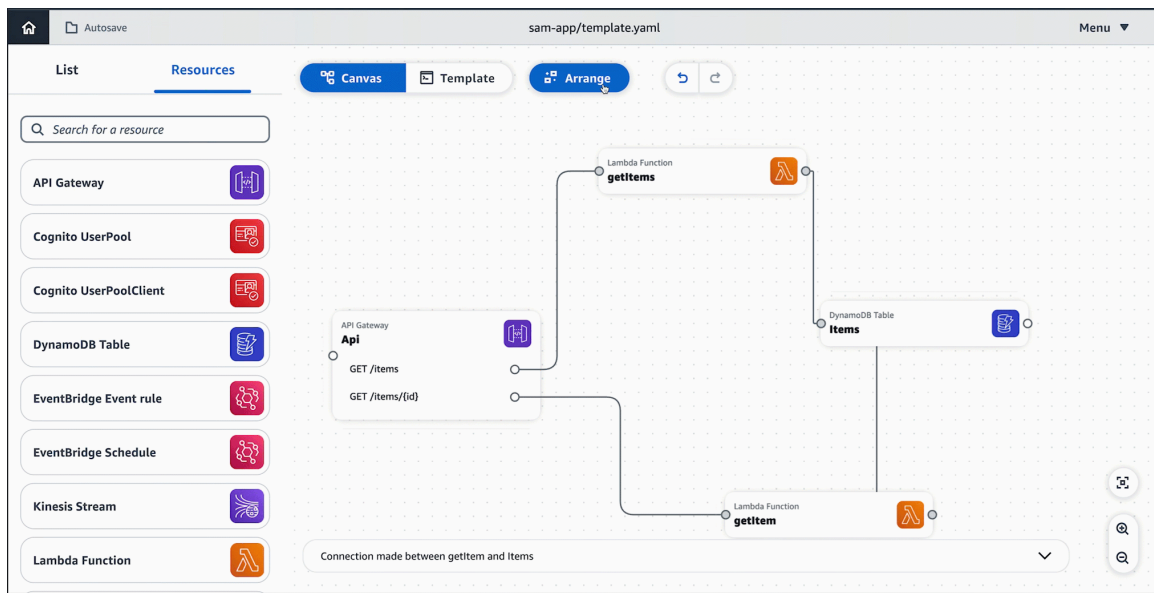 Autosave
sam-app/template.yaml
Menu
List
Resources
Canvas
Template
Arrange
Search for a resource
API Gateway
Cognito UserPool
Cognito UserPoolClient
DynamoDB Table
EventBridge Event rule
EventBridge Schedule
Kinesis Stream
Lambda Function
Lambda Function
getItems
API Gateway
Api
GET /items
GET /items/{id}
DynamoDB Table
Items
Lambda Function
getItem
Connection made between getItem and Items